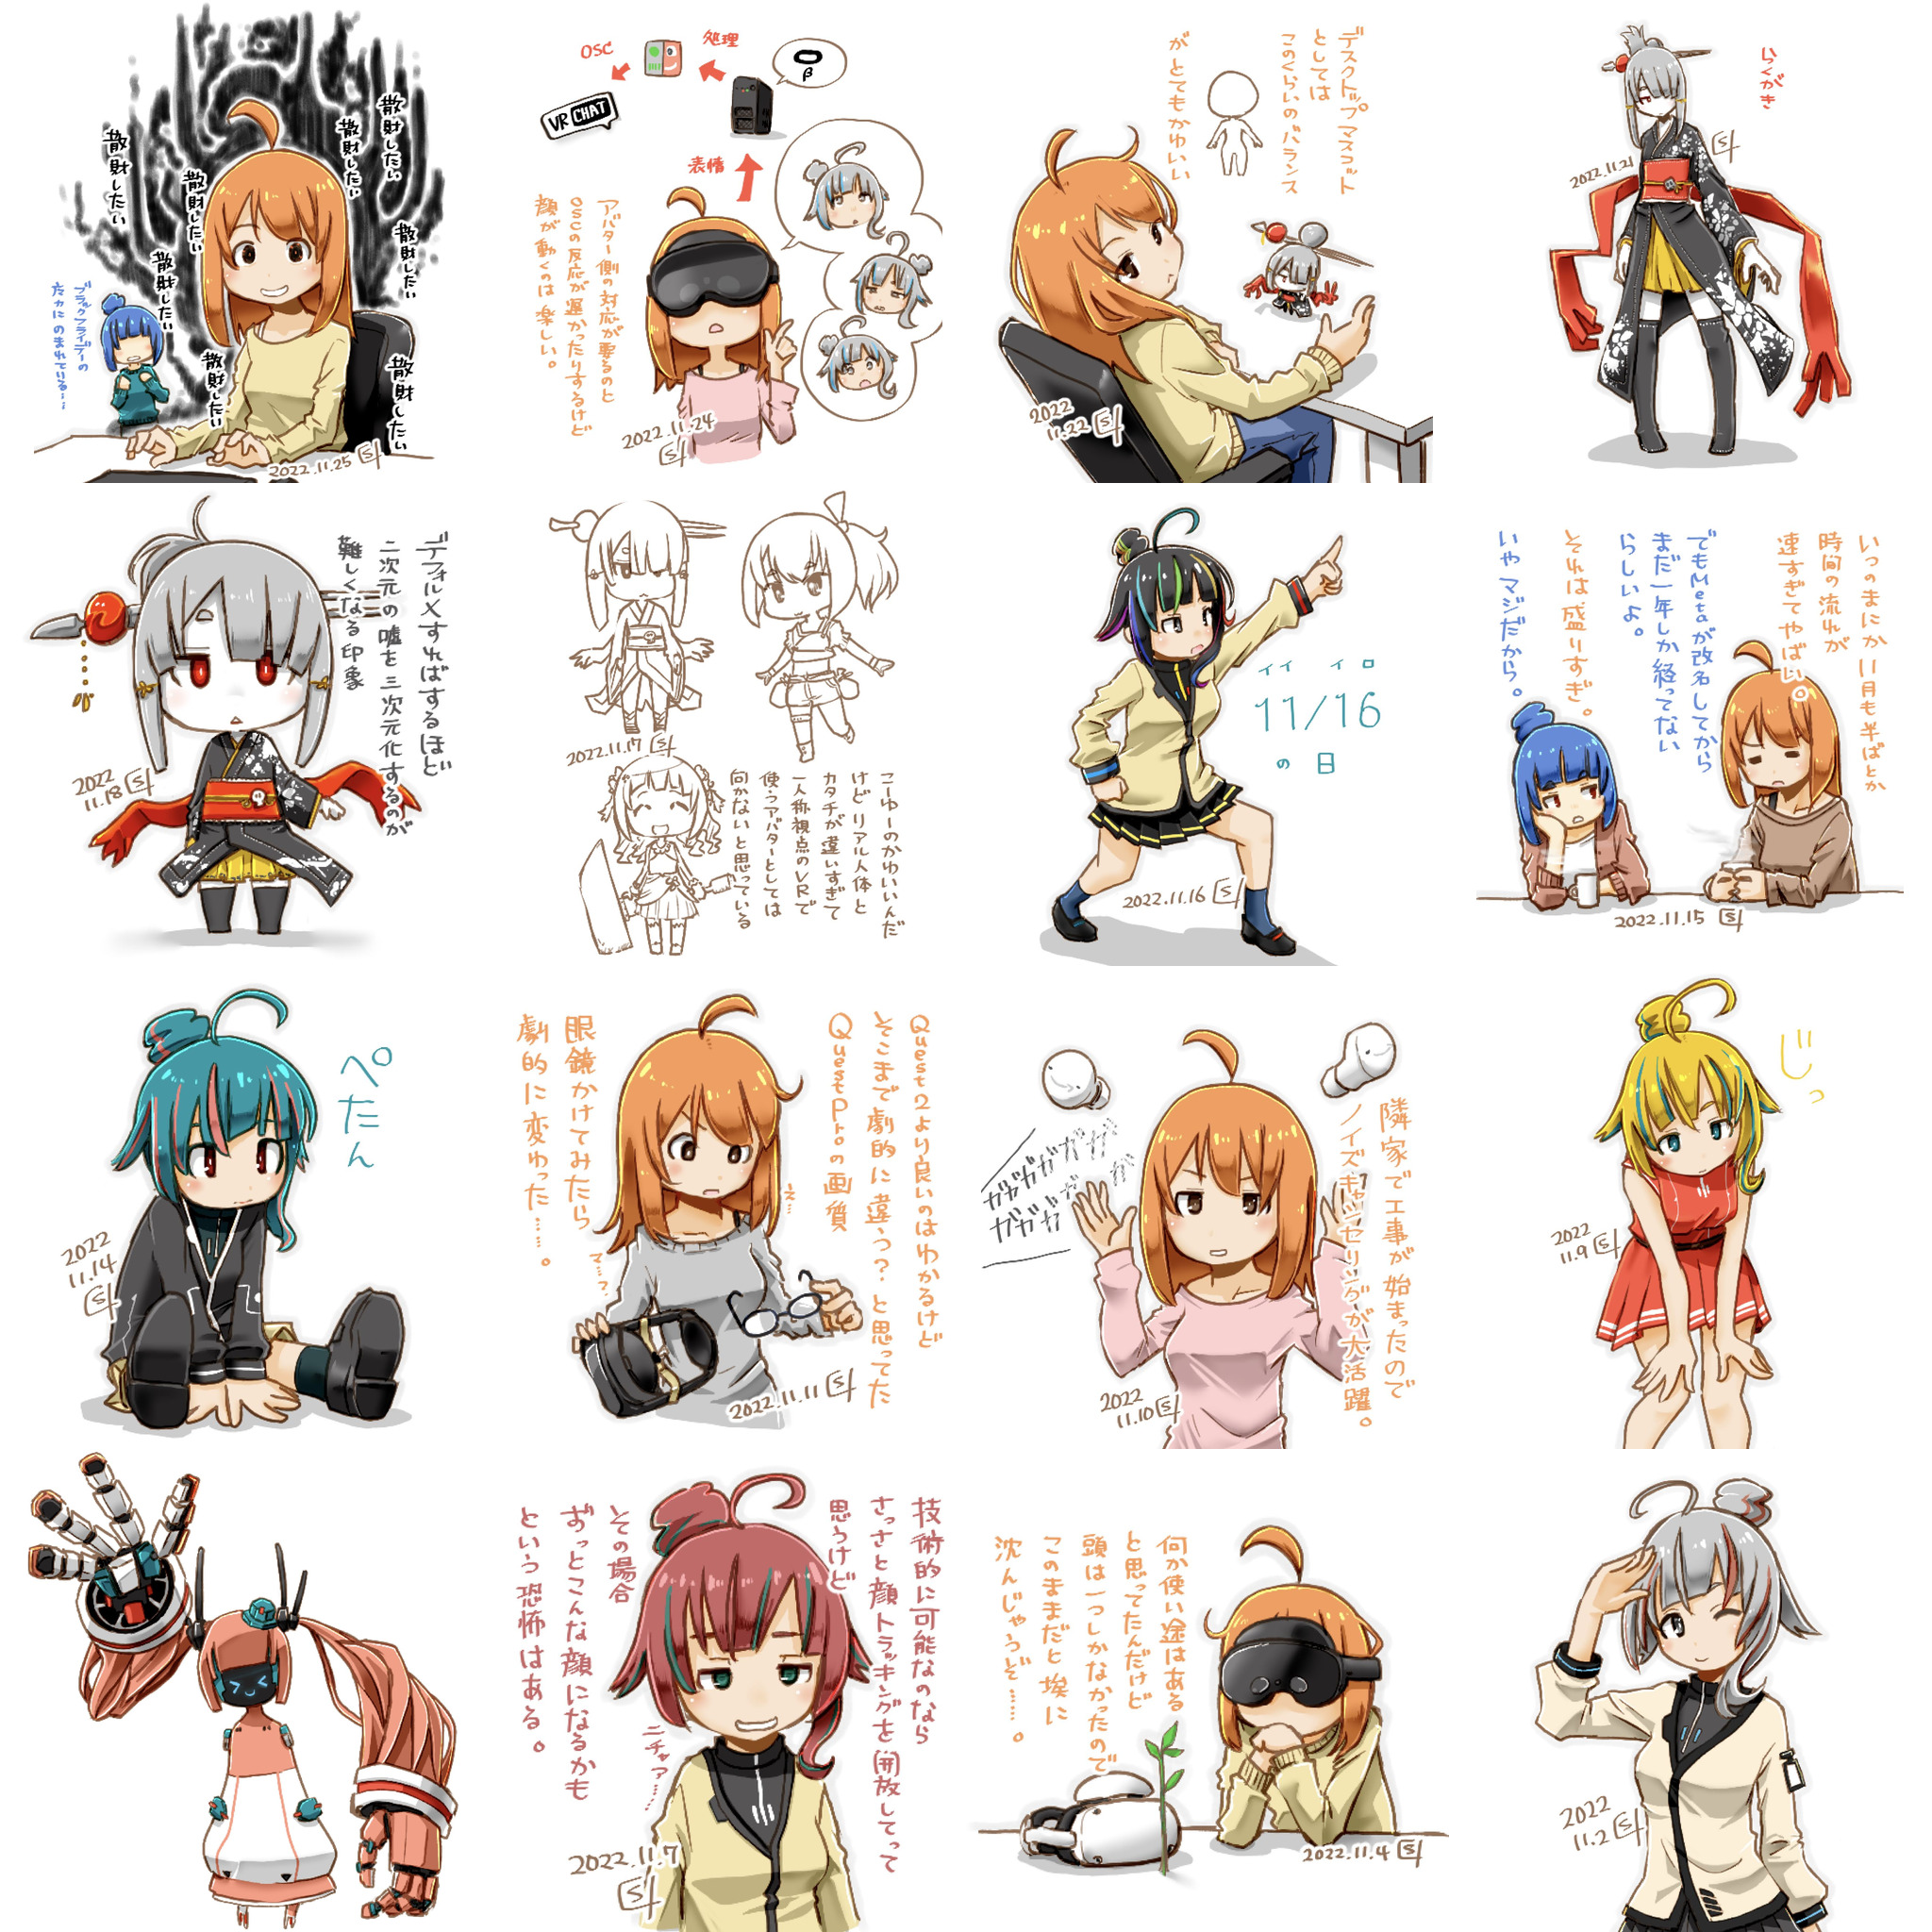 散財したい
散財したい
散財したい
散財したい
散財したい
散財したい
散財したい
散財したい
ブラックフライデーの
チカラにのまれている…
2022.11.25
OSC
処理
β
VRCHAT
表情
アバター側の対応が要るのと
OSCの反応が遅かったりするけど
顔が動くのは楽しい。
2022.11.24
デスクトップマスコット
としては
このくらいのバランス
がとてもかわいい
2022
11.22
らくがき
2022.11.21
デフォルメすればするほど
二次元の嘘を三次元化するのが
難しくなる印象
2022
11.18
2022.11.17
こーゆーのかわいいんだ
けどリアル人体と
カタチが違いすぎて
一人称視点のVRで
使うアバターとしては
向かないと思っている
イイ イロ
11/16
の日
2022.11.16
いつのまにか11月も半ばとか
時間の流れが
速すぎてやばい。
でもMetaが改名してから
まだ一年しか経ってない
らしいよ。
それは盛りすぎ。
いやマジだから。
2022.11.15
ぺたん
2022
11.14
Quest2より良いのはわかるけど
そこまで劇的に違う?と思ってた
QuestProの画質
え…
眼鏡かけてみたら
劇的に変わった……。
マ…?
2022.11.11
隣家で工事が始まったので
ノイズキャンセリングが大活躍。
ガガガガガガ
ガガガガガ
2022
11.10
じっ
2022
11.9
技術的に可能なのなら
さっさと顔トラッキングを開放してって
思うけど
その場合
ずっとこんな顔になるかも
という恐怖はある。
ニチャァ……
2022.11.7
何か使い途はある
と思ってたんだけど
頭は一つしかなかったので
このままだと埃に
沈んじゃうぞ……。
2022.11.4
2022
11.2